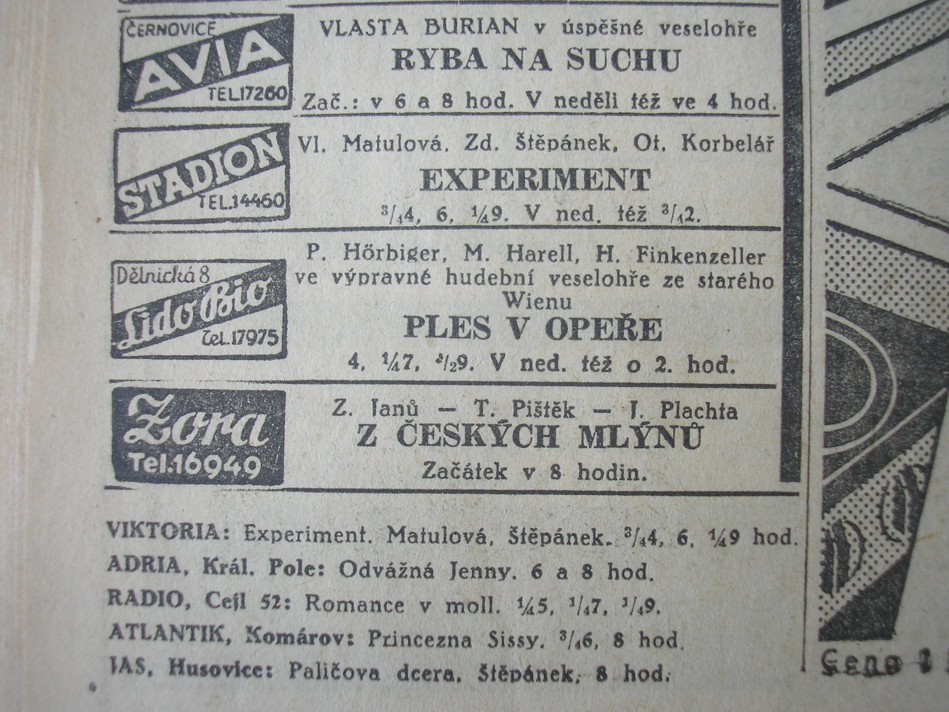 ČERNOVICE
AVIA
TEL.17260
VLASTA BURIAN v úspěšné veselohře
RYBA NA SUCHU
Zač.: v 6 a 8 hod. V neděli též ve 4 hod.
STADION
TEL.14460
Vl. Matulová, Zd. Štěpánek, Ot. Korbelář
EXPERIMENT
3/44, 6, 1/49. V ned. též 3/42.
Dělnická 8
Lido Bio
tel.17975
P. Hörbiger, M. Harell, H. Finkenzeller
ve výpravné hudební veselohře ze starého
Wienu
PLES V OPEŘE
4, 1/47, 1/29. V ned. též o 2. hod.
Zora
Tel.16949
Z. Janů — T. Pištěk — J. Plachta
Z ČESKÝCH MLÝNŮ
Začátek v 8 hodin.
VIKTORIA: Experiment. Matulová, Štěpánek. 3/44, 6, 1/49 hod.
ADRIA, Král. Pole: Odvážná Jenny. 6 a 8 hod.
RADIO, Cejl 52: Romance v moll. 1/45, 1/47, 1/49.
ATLANTIK, Komárov: Princezna Sissy. 3/46, 8 hod.
JAS, Husovice: Paličova dcera, Štěpánek, 8 hod.
Cena